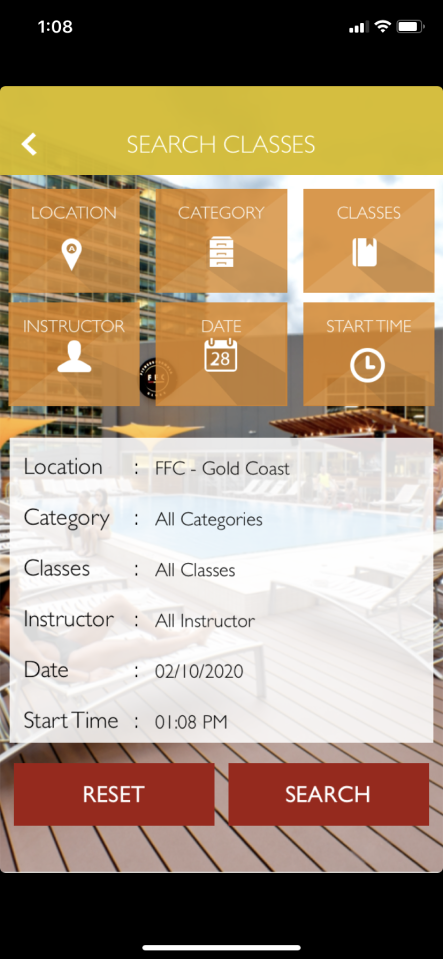 1:08
SEARCH CLASSES
LOCATION CATEGORY CLASSES
INSTRUCTOR DATE START TIME
28
FFC
Location : FFC - Gold Coast
Category : All Categories
Classes : All Classes
Instructor : All Instructor
Date : 02/10/2020
Start Time : 01:08 PM
RESET SEARCH